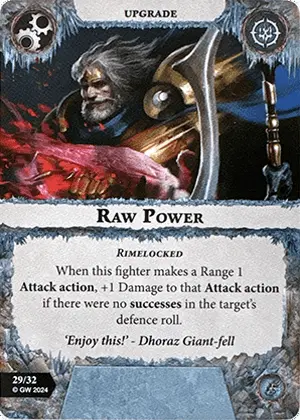 UPGRADE
RAW POWER
RIMELOCKED
When this fighter makes a Range 1
Attack action, +1 Damage to that Attack action
if there were no successes in the target's
defence roll.
'Enjoy this!' - Dhoraz Giant-fell
29/32
© GW 2024